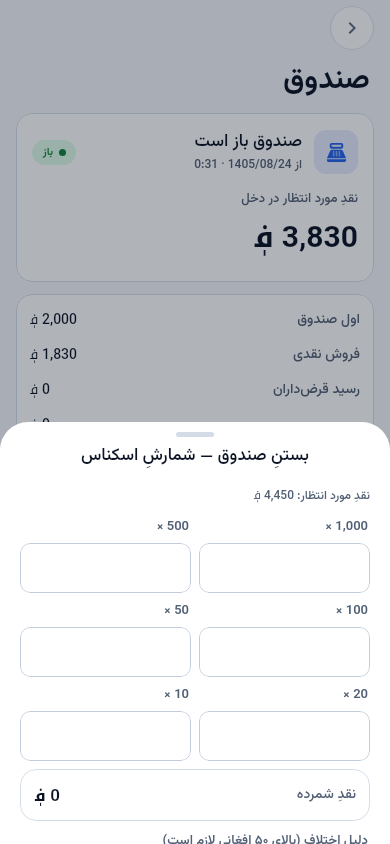 صندوق
صندوق باز است
از 1405/08/24 · 0:31
باز
نقدِ مورد انتظار در دخل
3,830 ؋
اول صندوق
2,000 ؋
فروش نقدی
1,830 ؋
رسید قرض‌داران
0 ؋
بستنِ صندوق — شمارشِ اسکناس
نقدِ مورد انتظار: 4,450 ؋
1,000 ×
500 ×
100 ×
50 ×
20 ×
10 ×
نقدِ شمرده
0 ؋
دلیل اختلاف (بالای ۵۰ افغانی لازم است)